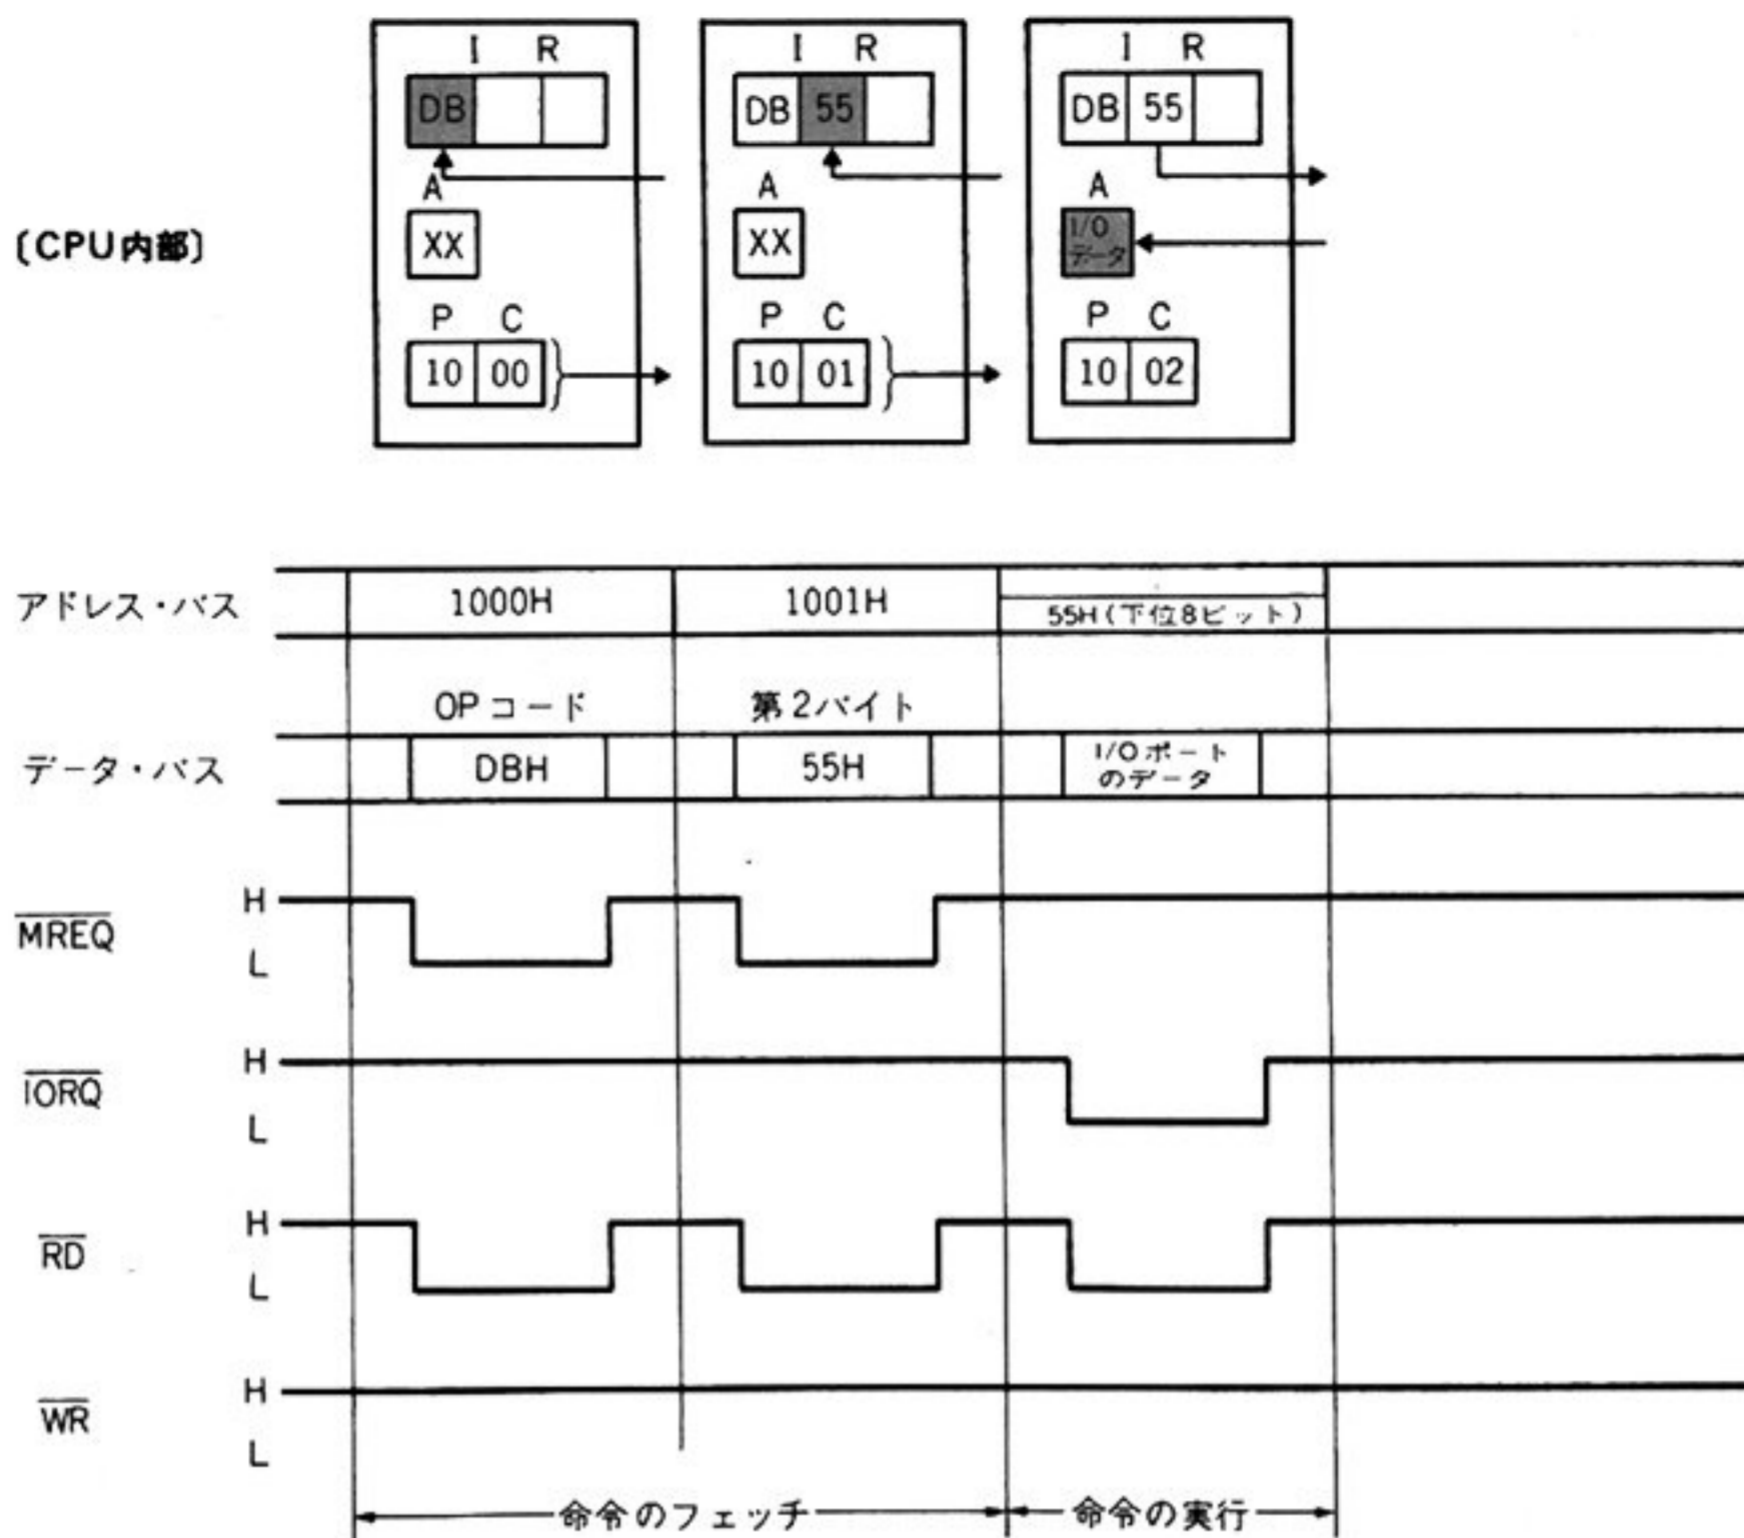 I R I R I R
DB DB 55 DB 55
A A A
〔CPU内部〕 XX XX I/O
データ
P C P C P C
10 00 10 01 10 02
アドレス・バス 1000H 1001H 55H(下位8ビット)
OPコード 第2バイト
データ・バス DBH 55H I/Oポート
のデータ
H
MREQ
L
H
IORQ
L
H
RD
L
H
WR
L
命令のフェッチ 命令の実行